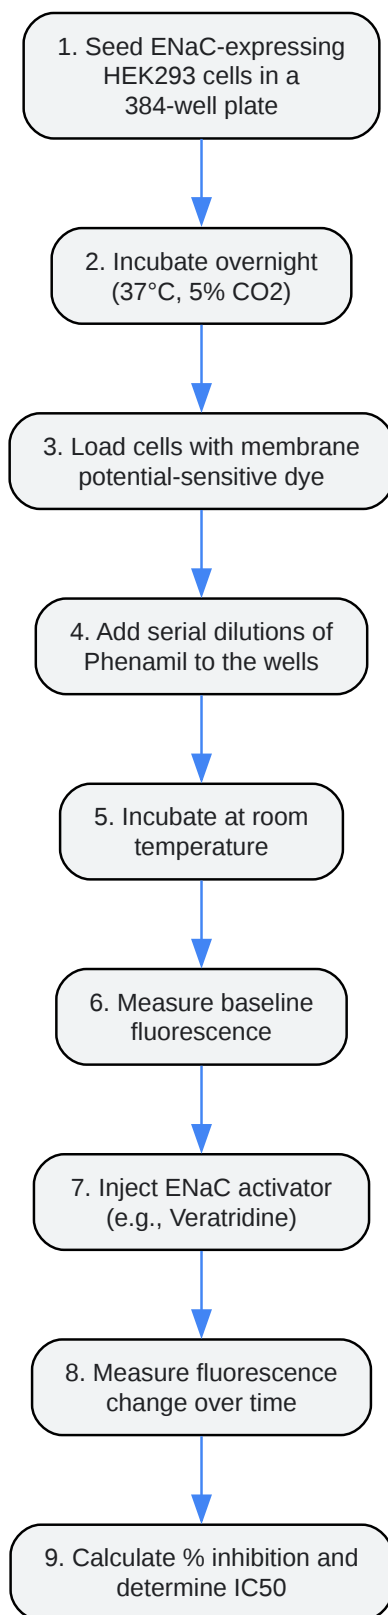 1. Seed ENaC-expressing
HEK293 cells in a
384-well plate
2. Incubate overnight
(37°C, 5% CO2)
3. Load cells with membrane
potential-sensitive dye
4. Add serial dilutions of
Phenamil to the wells
5. Incubate at room
temperature
6. Measure baseline
fluorescence
7. Inject ENaC activator
(e.g., Veratridine)
8. Measure fluorescence
change over time
9. Calculate % inhibition and
determine IC50